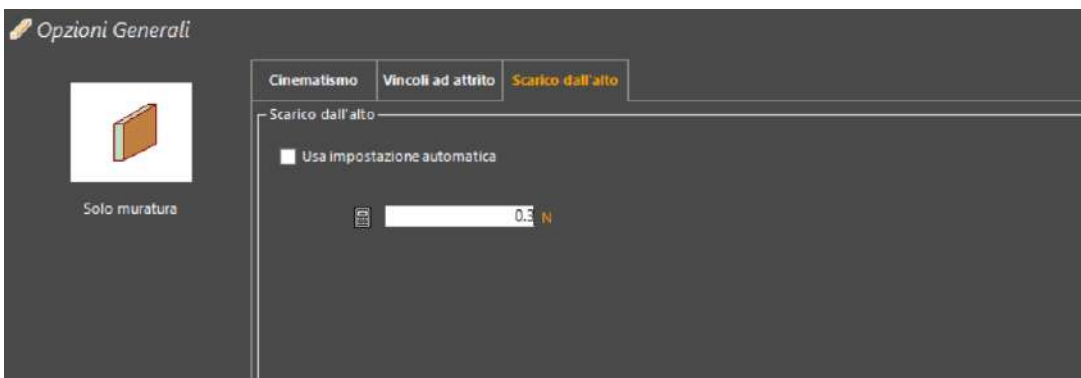 Opzioni Generali
Cinematismo
Vincoli ad attrito
Scarico dall'alto
Scarico dall'alto
Usa impostazione automatica
Solo muratura
0.3 N